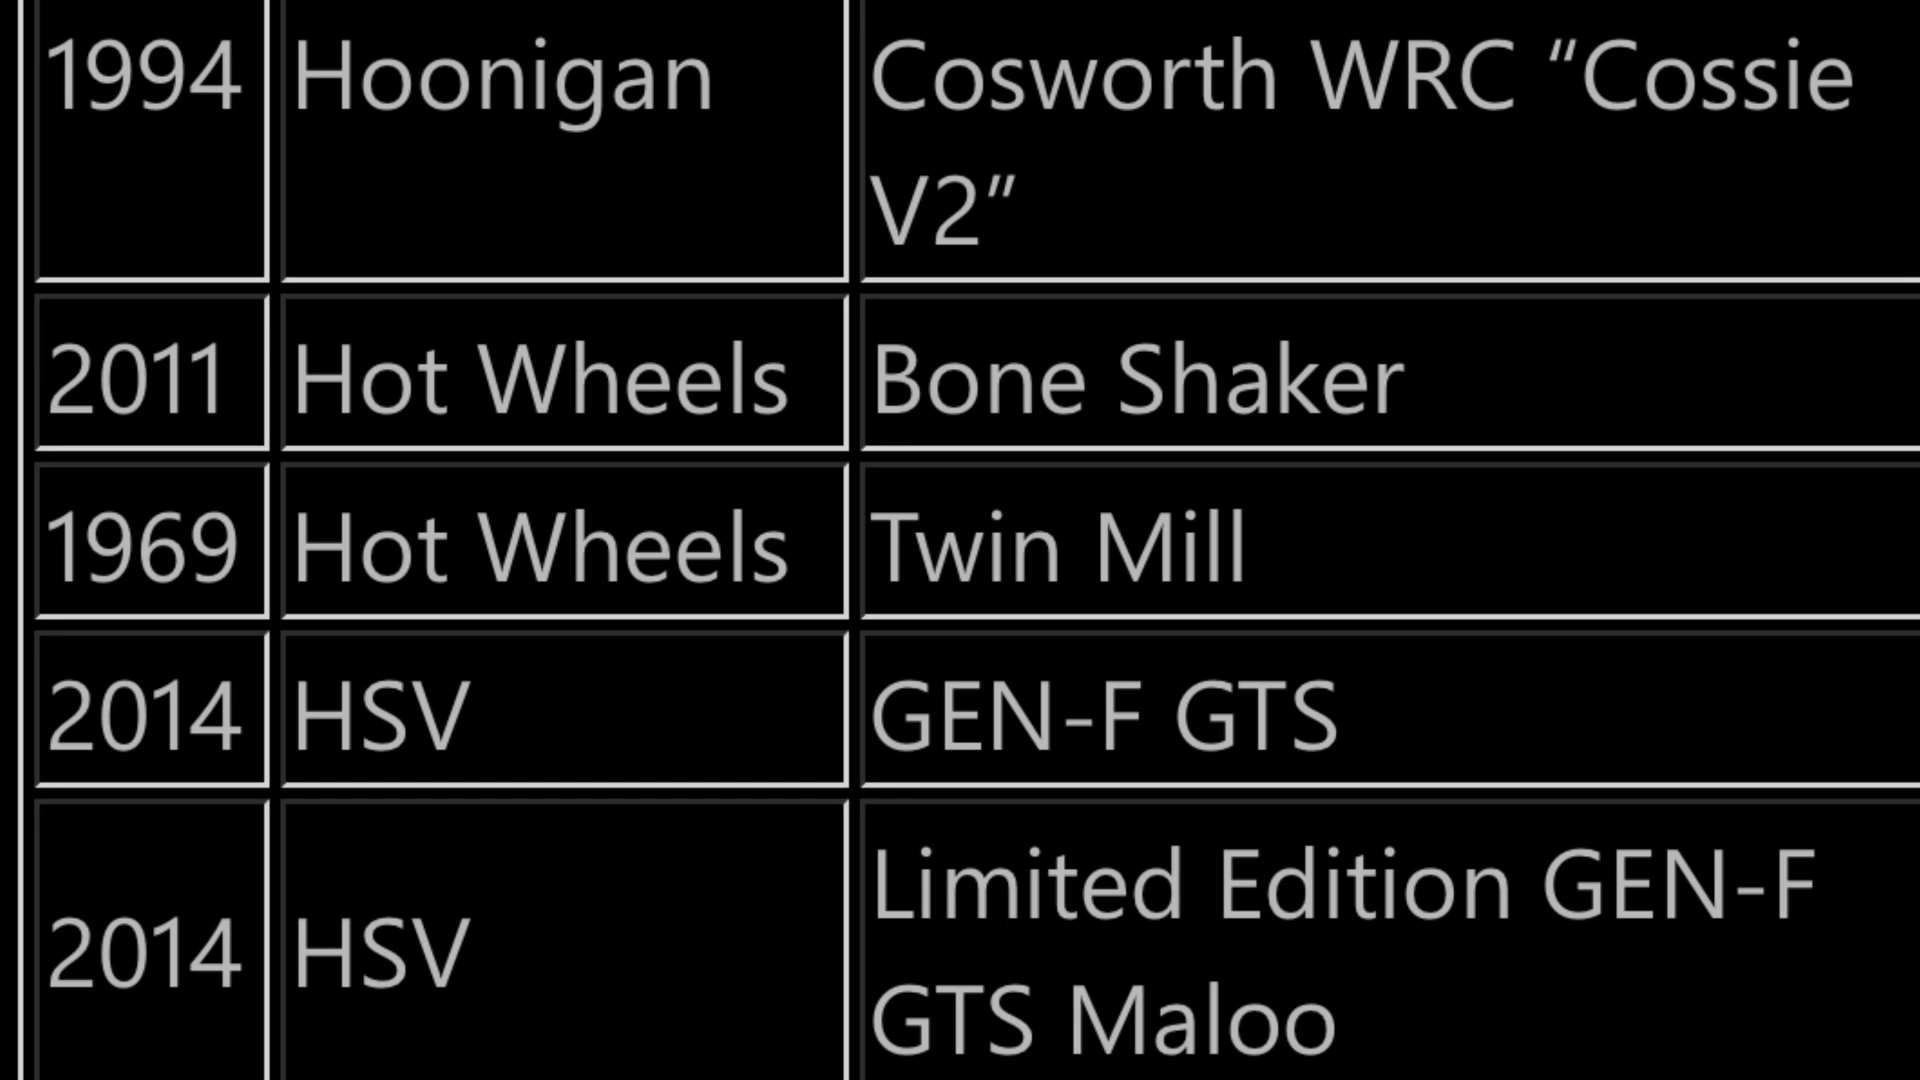 1994 Hoonigan Cosworth WRC “Cossie
V2”
2011 Hot Wheels Bone Shaker
1969 Hot Wheels Twin Mill
2014 HSV GEN-F GTS
Limited Edition GEN-F
2014 HSV
GTS Maloo